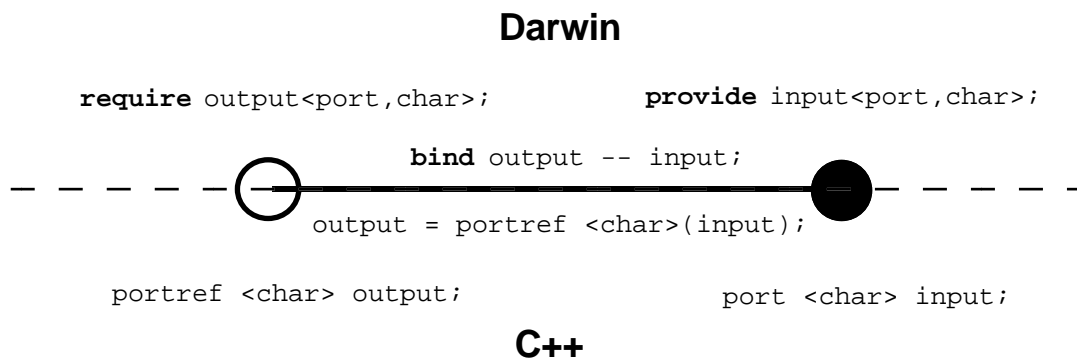 Darwin
require output<port,char>;
provide input<port,char>;
bind output -- input;
output = portref <char>(input);
portref <char> output;
port <char> input;
C++